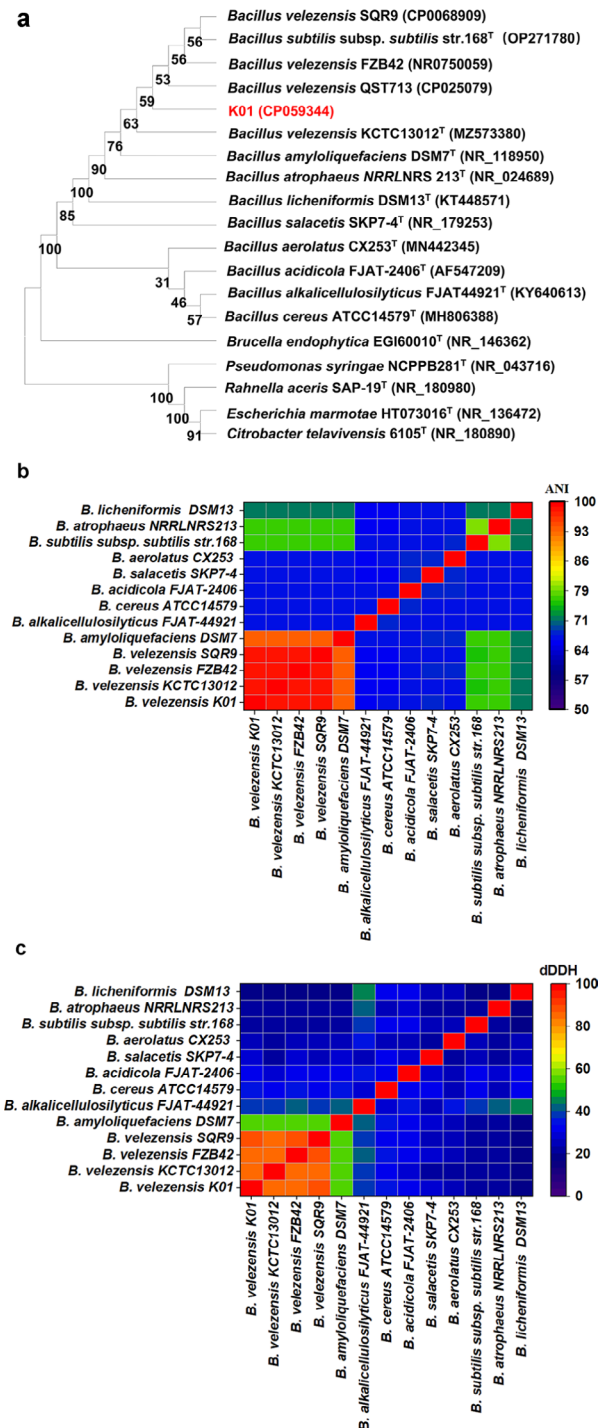 a
Bacillus velezensis SQR9 (CP0068909)
Bacillus subtilis subsp. subtilis str.168ᵀ (OP271780)
Bacillus velezensis FZB42 (NR0750059)
Bacillus velezensis QST713 (CP025079)
K01 (CP059344)
Bacillus velezensis KCTC13012ᵀ (MZ573380)
Bacillus amyloliquefaciens DSM7ᵀ (NR_118950)
Bacillus atrophaeus NRRLNRS 213ᵀ (NR_024689)
Bacillus licheniformis DSM13ᵀ (KT448571)
Bacillus salacetis SKP7-4ᵀ (NR_179253)
Bacillus aerolatus CX253ᵀ (MN442345)
Bacillus acidicola FJAT-2406ᵀ (AF547209)
Bacillus alkalicellulosilyticus FJAT44921ᵀ (KY640613)
Bacillus cereus ATCC14579ᵀ (MH806388)
Brucella endophytica EGI60010ᵀ (NR_146362)
Pseudomonas syringae NCPPB281ᵀ (NR_043716)
Rahnella aceris SAP-19ᵀ (NR_180980)
Escherichia marmotae HT073016ᵀ (NR_136472)
Citrobacter telavivensis 6105ᵀ (NR_180890)
56
56
53
59
63
76
90
100
85
100
31
46
57
100
100
91
b
ANI
B. licheniformis DSM13
B. atrophaeus NRRLNRS213
B. subtilis subsp. subtilis str.168
B. aerolatus CX253
B. salacetis SKP7-4
B. acidicola FJAT-2406
B. cereus ATCC14579
B. alkalicellulosilyticus FJAT-44921
B. amyloliquefaciens DSM7
B. velezensis SQR9
B. velezensis FZB42
B. velezensis KCTC13012
B. velezensis K01
100
93
86
79
71
64
57
50
B. velezensis K01
B. velezensis KCTC13012
B. velezensis FZB42
B. velezensis SQR9
B. amyloliquefaciens DSM7
B. alkalicellulosilyticus FJAT-44921
B. cereus ATCC14579
B. acidicola FJAT-2406
B. salacetis SKP7-4
B. aerolatus CX253
B. subtilis subsp. subtilis str.168
B. atrophaeus NRRLNRS213
B. licheniformis DSM13
c
dDDH
B. licheniformis DSM13
B. atrophaeus NRRLNRS213
B. subtilis subsp. subtilis str.168
B. aerolatus CX253
B. salacetis SKP7-4
B. acidicola FJAT-2406
B. cereus ATCC14579
B. alkalicellulosilyticus FJAT-44921
B. amyloliquefaciens DSM7
B. velezensis SQR9
B. velezensis FZB42
B. velezensis KCTC13012
B. velezensis K01
100
80
60
40
20
0
B. velezensis K01
B. velezensis KCTC13012
B. velezensis FZB42
B. velezensis SQR9
B. amyloliquefaciens DSM7
B. alkalicellulosilyticus FJAT-44921
B. cereus ATCC14579
B. acidicola FJAT-2406
B. salacetis SKP7-4
B. aerolatus CX253
B. subtilis subsp. subtilis str.168
B. atrophaeus NRRLNRS213
B. licheniformis DSM13